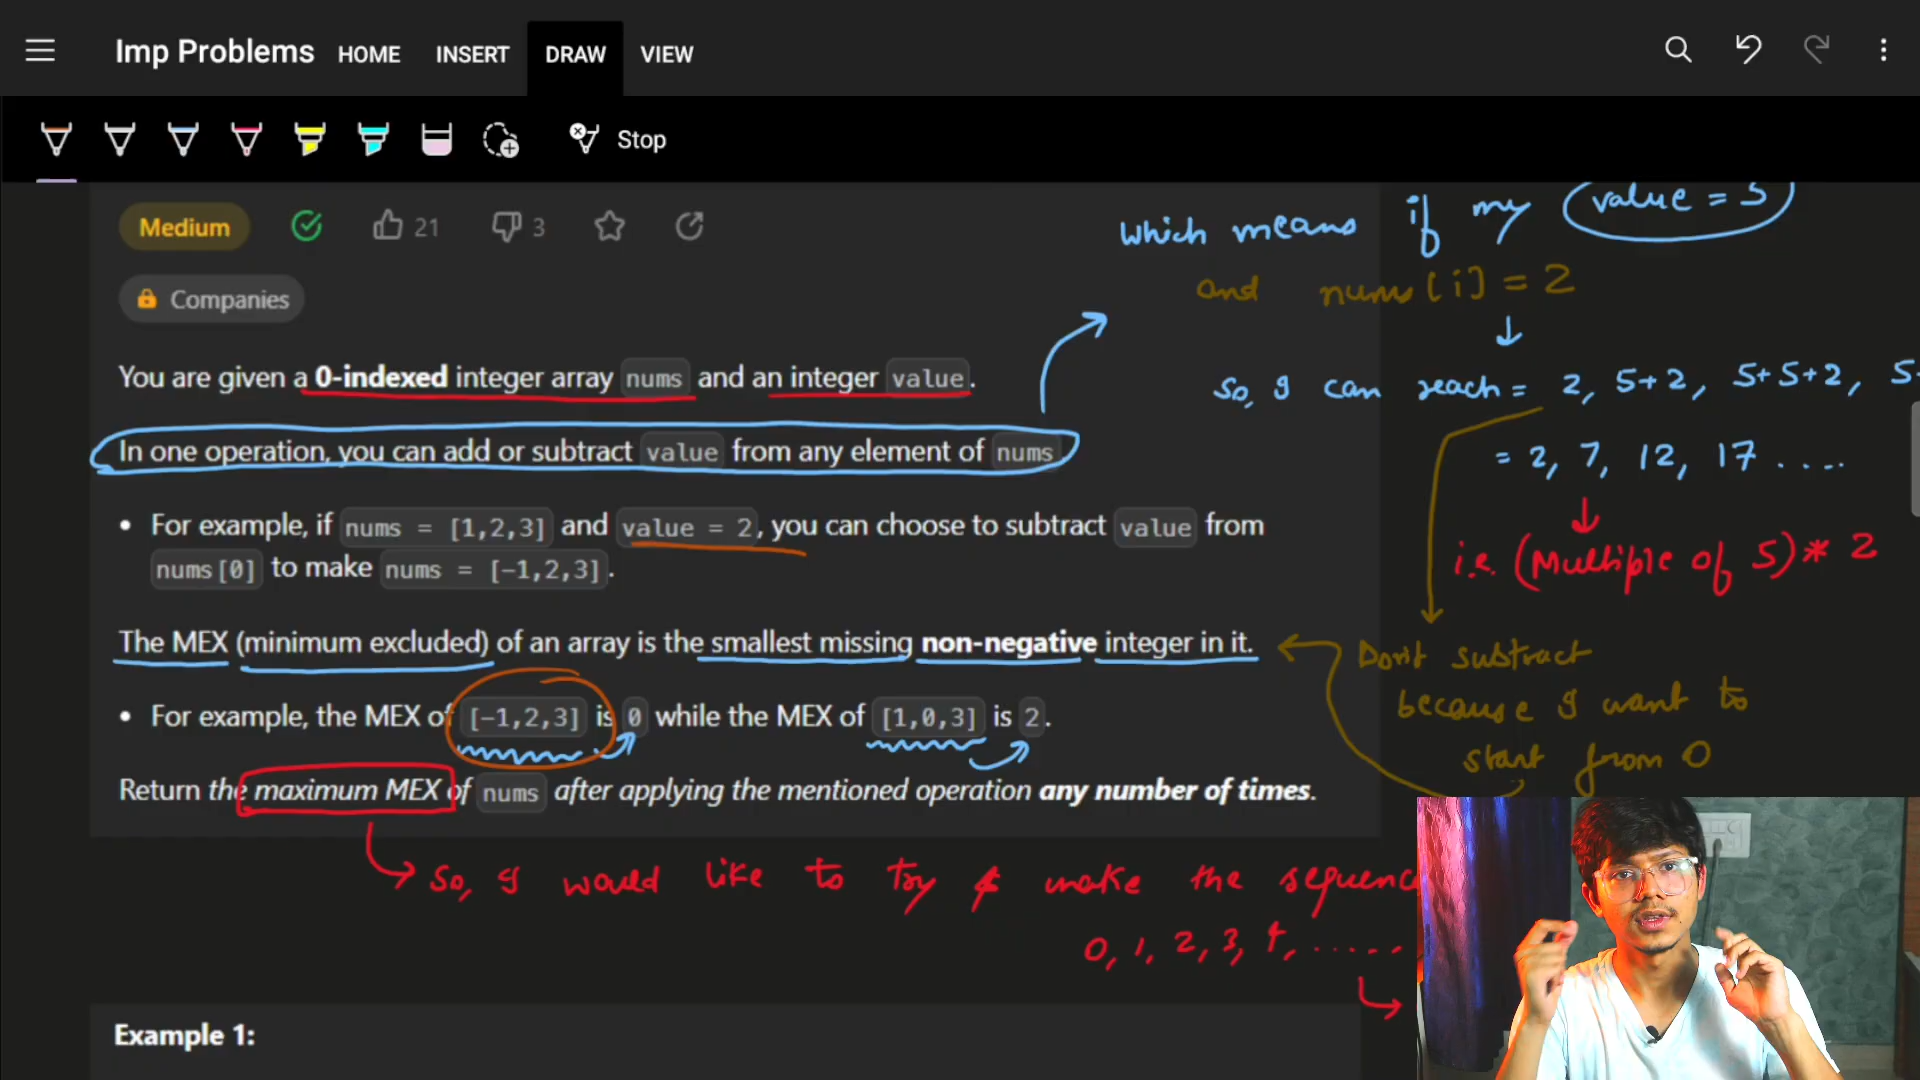 Imp Problems HOME INSERT DRAW VIEW
Stop
Medium 21 3
Companies
You are given a 0-indexed integer array nums and an integer value.
In one operation, you can add or subtract value from any element of nums
For example, if nums = [1,2,3] and value = 2, you can choose to subtract value from
nums[0] to make nums = [-1,2,3].
The MEX (minimum excluded) of an array is the smallest missing non-negative integer in it.
For example, the MEX of [-1,2,3] is 0 while the MEX of [1,0,3] is 2.
Return the maximum MEX of nums after applying the mentioned operation any number of times.
Which means if my value = 5
and nums[i] = 2
↓
So, I can reach = 2, 5+2, 5+5+2, 5
= 2, 7, 12, 17 ....
↓
i.e. (Multiple of 5) * 2
Don't subtract
because I want to
start from 0
So, I would like to try & make the sequence
0, 1, 2, 3, 4, ......
Example 1: